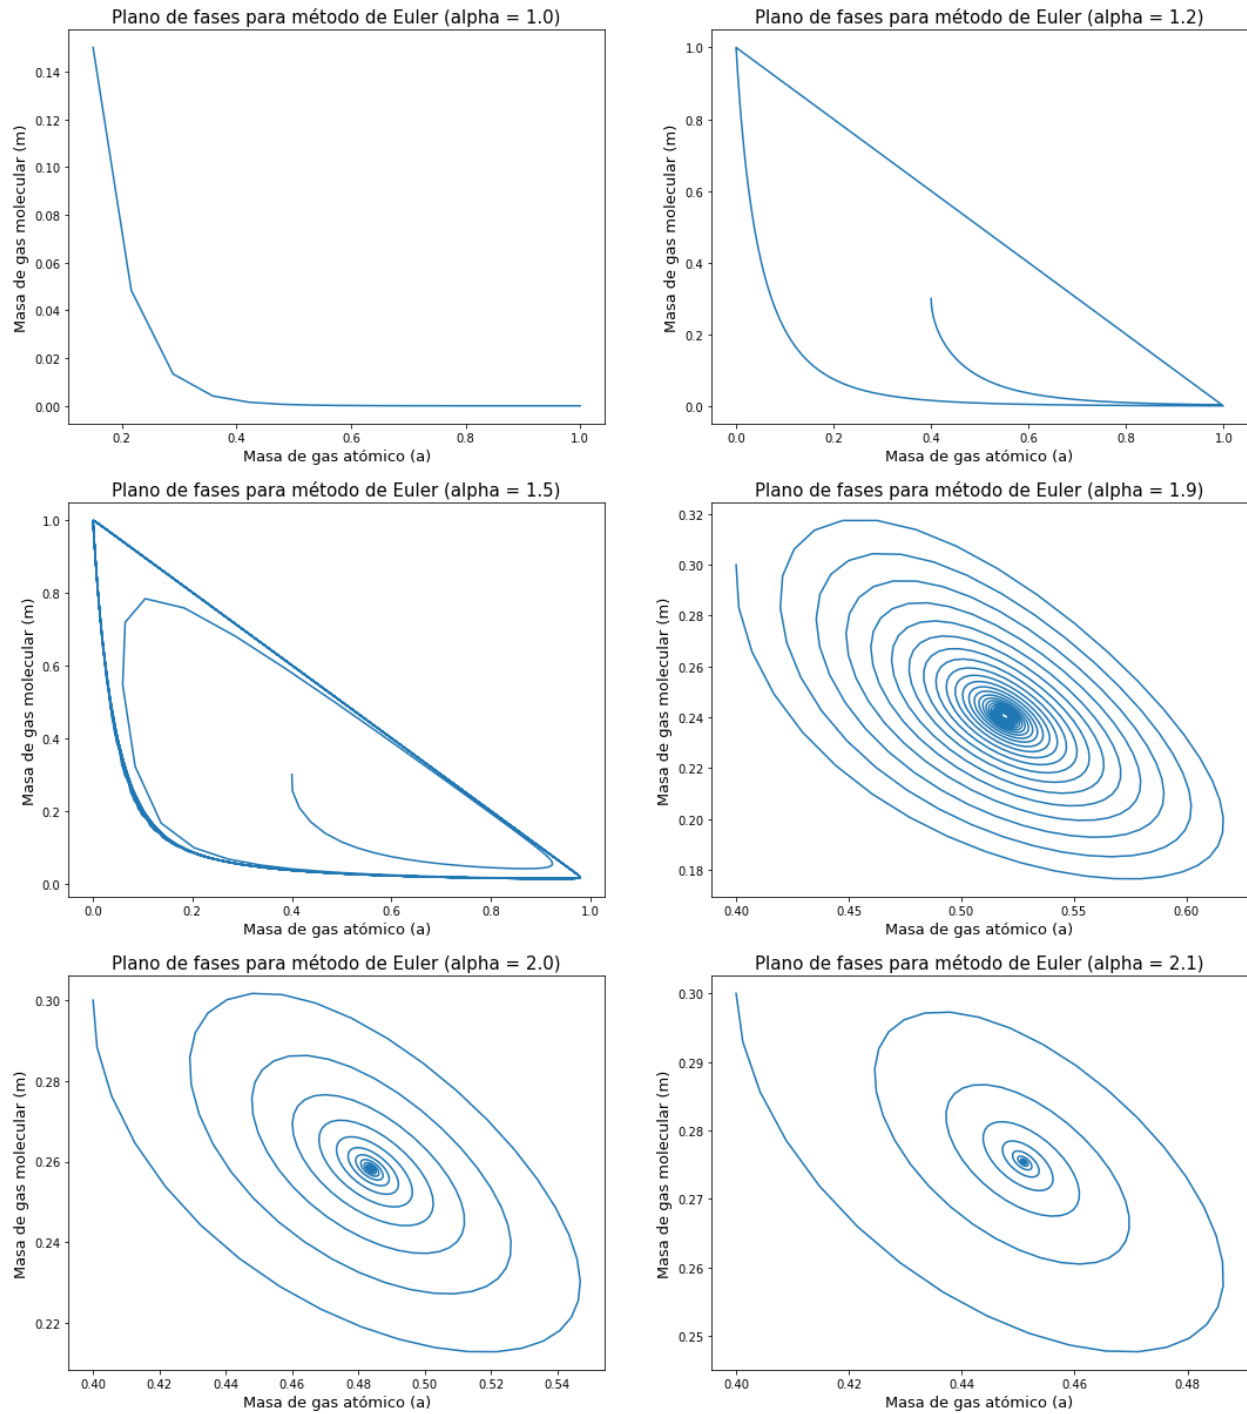 Plano de fases para método de Euler (alpha = 1.0)
Masa de gas molecular (m)
0.14
0.12
0.10
0.08
0.06
0.04
0.02
0.00
0.2 0.4 0.6 0.8 1.0
Masa de gas atómico (a)
Plano de fases para método de Euler (alpha = 1.2)
Masa de gas molecular (m)
1.0
0.8
0.6
0.4
0.2
0.0
0.0 0.2 0.4 0.6 0.8 1.0
Masa de gas atómico (a)
Plano de fases para método de Euler (alpha = 1.5)
Masa de gas molecular (m)
1.0
0.8
0.6
0.4
0.2
0.0
0.0 0.2 0.4 0.6 0.8 1.0
Masa de gas atómico (a)
Plano de fases para método de Euler (alpha = 1.9)
Masa de gas molecular (m)
0.32
0.30
0.28
0.26
0.24
0.22
0.20
0.18
0.40 0.45 0.50 0.55 0.60
Masa de gas atómico (a)
Plano de fases para método de Euler (alpha = 2.0)
Masa de gas molecular (m)
0.30
0.28
0.26
0.24
0.22
0.40 0.42 0.44 0.46 0.48 0.50 0.52 0.54
Masa de gas atómico (a)
Plano de fases para método de Euler (alpha = 2.1)
Masa de gas molecular (m)
0.30
0.29
0.28
0.27
0.26
0.25
0.40 0.42 0.44 0.46 0.48
Masa de gas atómico (a)